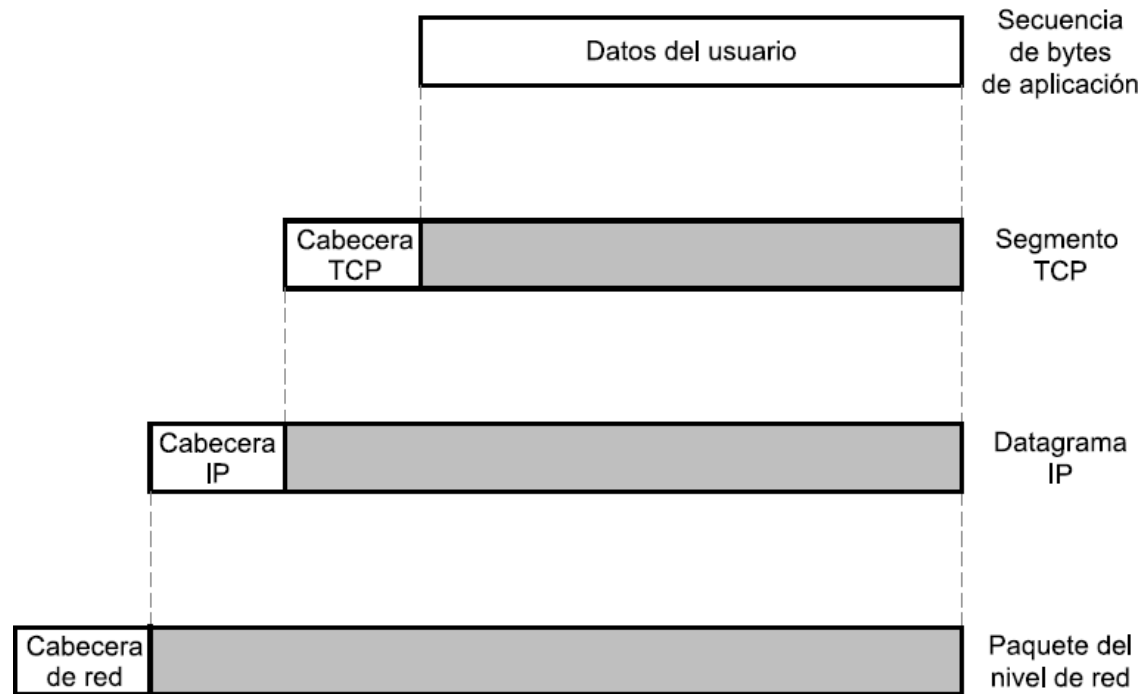 Datos del usuario
Secuencia
de bytes
de aplicación
Cabecera
TCP
Segmento
TCP
Cabecera
IP
Datagrama
IP
Cabecera
de red
Paquete del
nivel de red